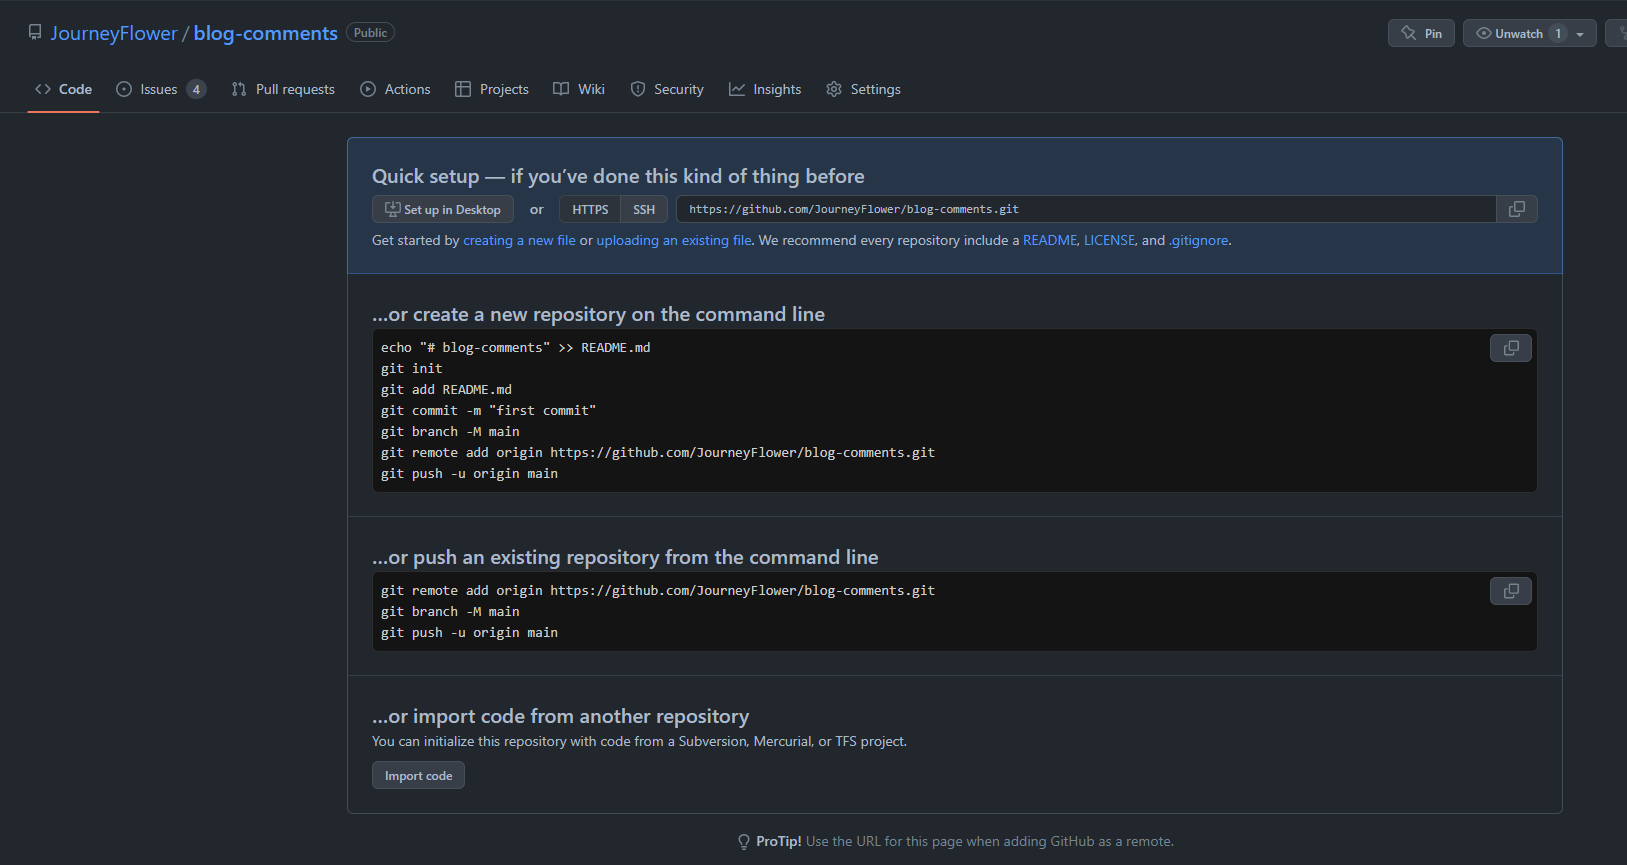 JourneyFlower / blog-comments Public
Pin Unwatch 1
Code Issues 4 Pull requests Actions Projects Wiki Security Insights Settings
Quick setup — if you’ve done this kind of thing before
Set up in Desktop or HTTPS SSH https://github.com/JourneyFlower/blog-comments.git
Get started by creating a new file or uploading an existing file. We recommend every repository include a README, LICENSE, and .gitignore.
…or create a new repository on the command line
echo "# blog-comments" >> README.md
git init
git add README.md
git commit -m "first commit"
git branch -M main
git remote add origin https://github.com/JourneyFlower/blog-comments.git
git push -u origin main
…or push an existing repository from the command line
git remote add origin https://github.com/JourneyFlower/blog-comments.git
git branch -M main
git push -u origin main
…or import code from another repository
You can initialize this repository with code from a Subversion, Mercurial, or TFS project.
Import code
ProTip! Use the URL for this page when adding GitHub as a remote.